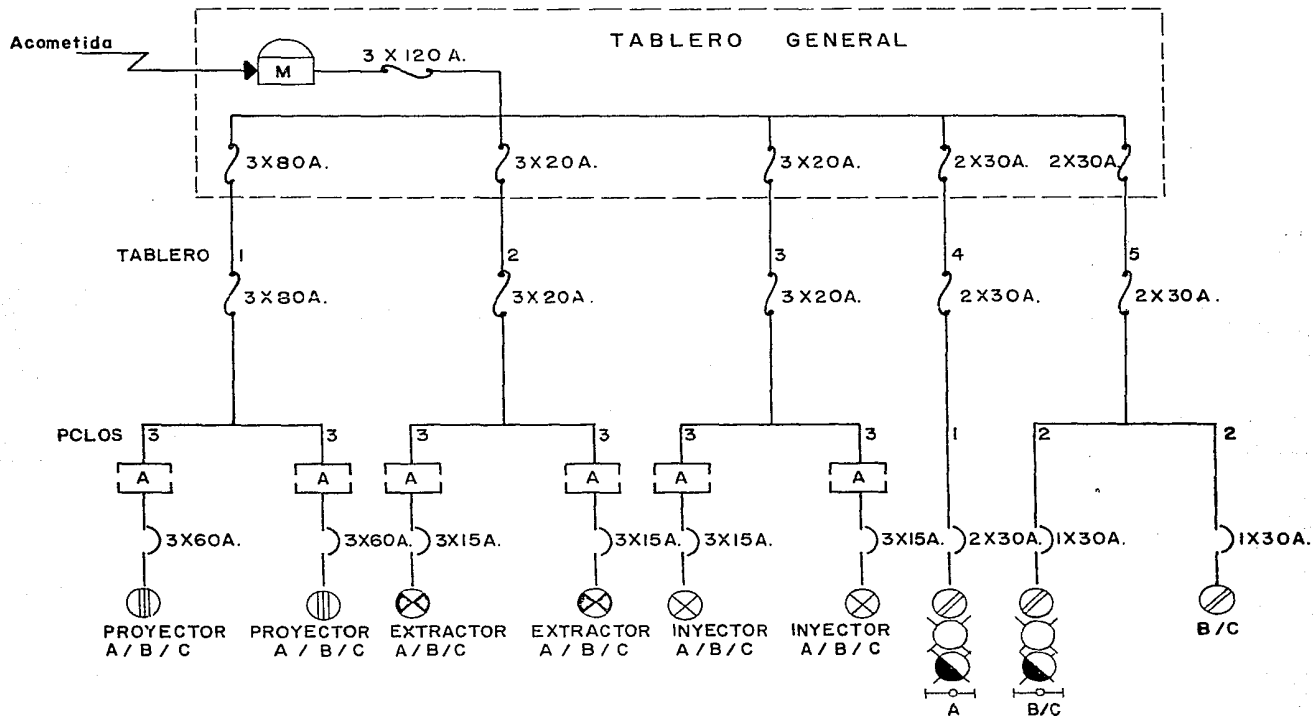 Acometida
TABLERO GENERAL
M
3 X 120 A.
3X80A.
3X20A.
3X20A.
2X30A.
2X30A.
TABLERO
1
2
3
4
5
3X80A.
3X20A.
3X20A.
2X30A.
2X30A.
PCLOS
3
3
3
3
3
3
1
2
2
A
A
A
A
A
A
3X60A.
3X60A.
3X15A.
3X15A.
3X15A.
3X15A.
2X30A.
1X30A.
1X30A.
PROYECTOR
A / B / C
PROYECTOR
A / B / C
EXTRACTOR
A/B/C
EXTRACTOR
A / B / C
INYECTOR
A/B/C
INYECTOR
A / B / C
B/C
A
B/C